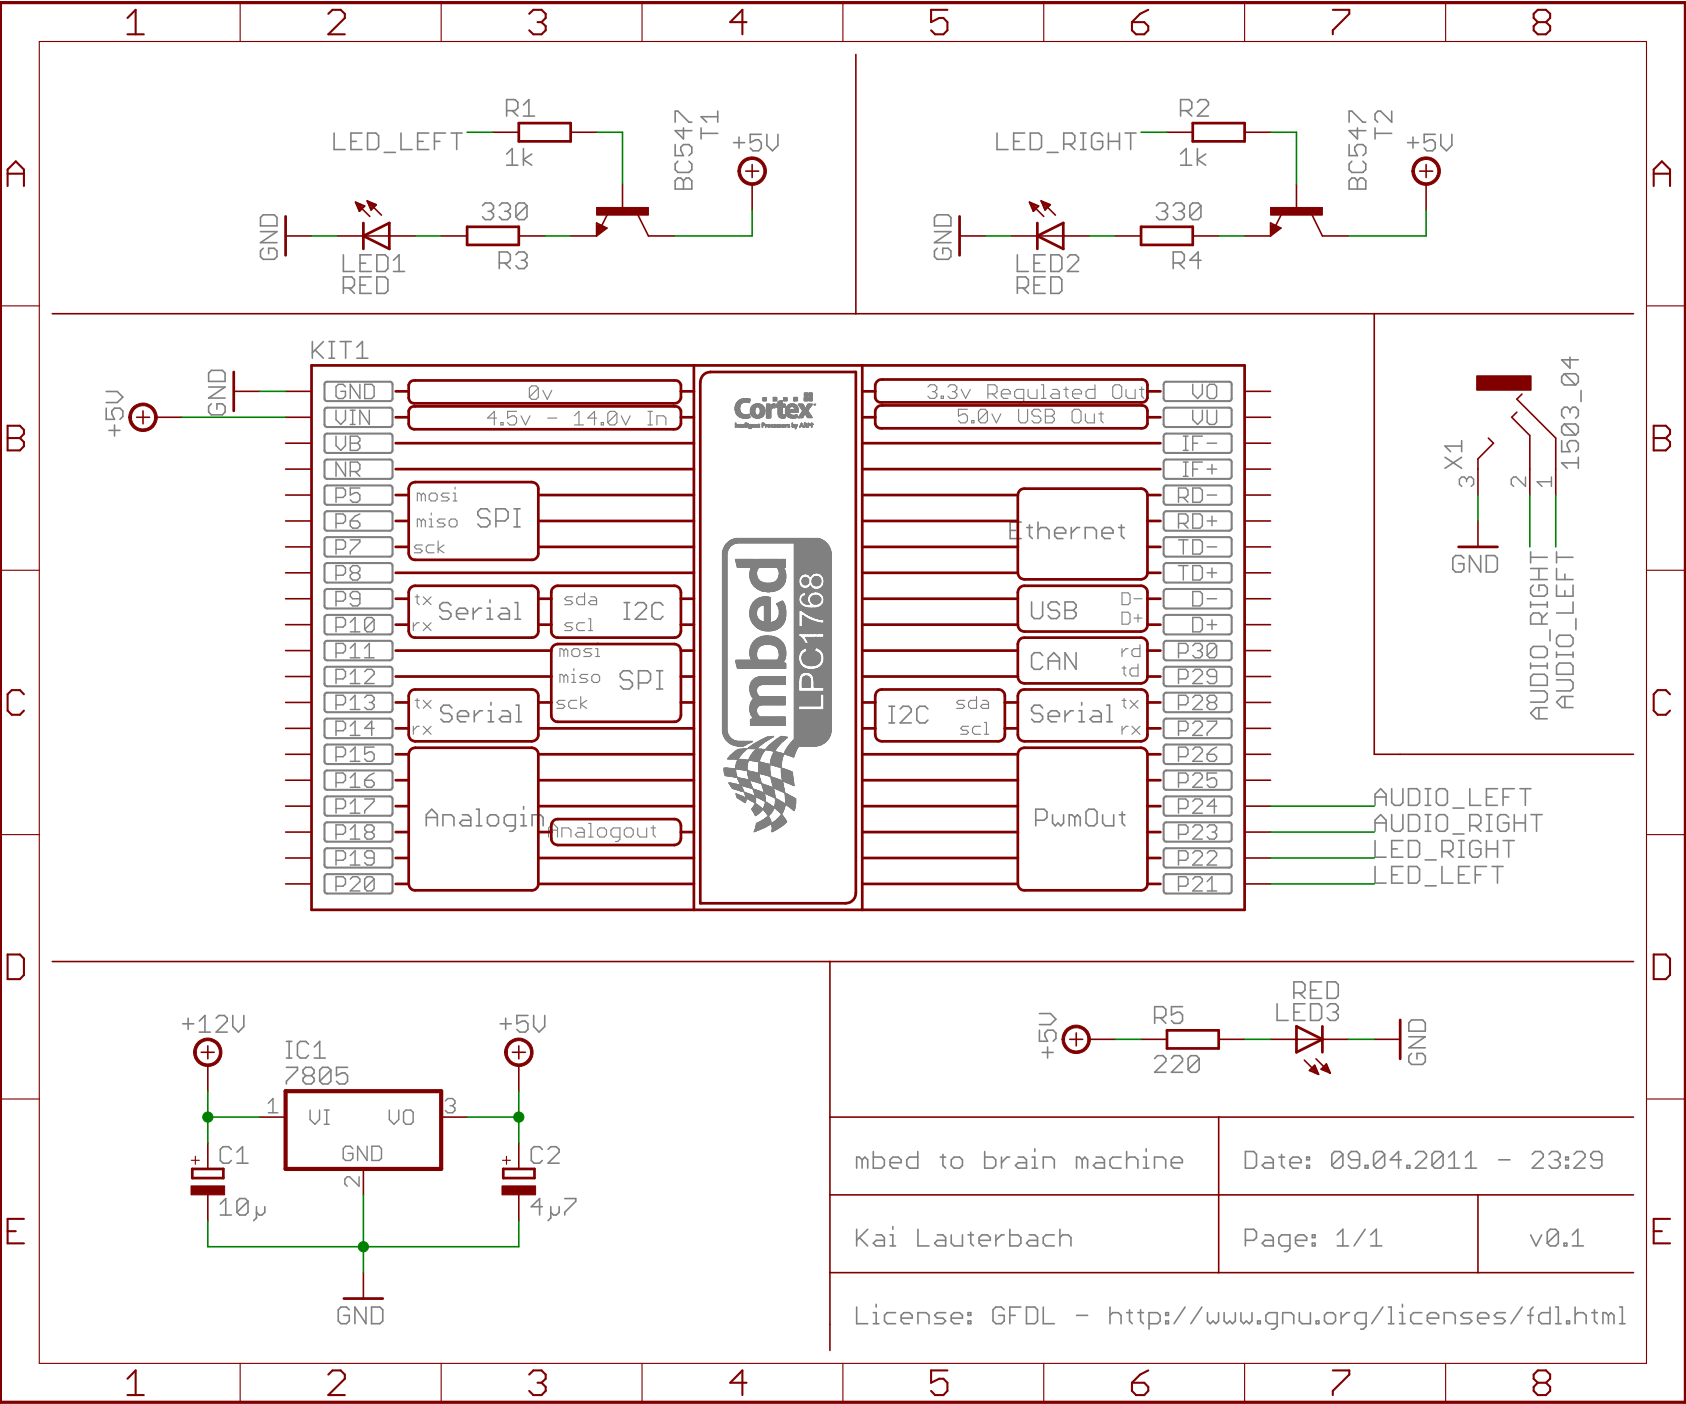 1 2 3 4 5 6 7 8
A
A
R1
LED_LEFT
1k
BC547
T1
+5V
GND
330
LED1
RED
R3
R2
LED_RIGHT
1k
BC547
T2
+5V
GND
330
LED2
RED
R4
B
B
KIT1
GND
+5V
GND 0v
VIN 4.5v - 14.0v In
VB
NR
P5 mosi
P6 miso SPI
P7 sck
P8
P9 tx Serial sda I2C
P10 rx scl
P11 mosi
P12 miso SPI
P13 tx Serial sck
P14 rx
P15
P16
P17 Analogin
P18 Analogout
P19
P20
Cortex
Intelligent Processors by ARM
mbed
LPC1768
3.3v Regulated Out VO
5.0v USB Out VU
IF-
IF+
RD-
RD+ Ethernet
TD-
TD+
USB D- D-
D+ D+
CAN rd P30
td P29
I2C sda Serial tx P28
scl rx P27
P26
P25
PwmOut P24
P23
P22
P21
AUDIO_LEFT
AUDIO_RIGHT
LED_RIGHT
LED_LEFT
X1
1503_04
3 2 1
GND
AUDIO_RIGHT
AUDIO_LEFT
C
C
D
D
+12V
+5V
IC1
7805
1 VI VO 3
GND
2
+ C1
10µ
+ C2
4µ7
GND
+5V
R5
220
RED
LED3
GND
E
E
mbed to brain machine
Date: 09.04.2011 - 23:29
Kai Lauterbach
Page: 1/1
v0.1
License: GFDL - http://www.gnu.org/licenses/fdl.html
1 2 3 4 5 6 7 8